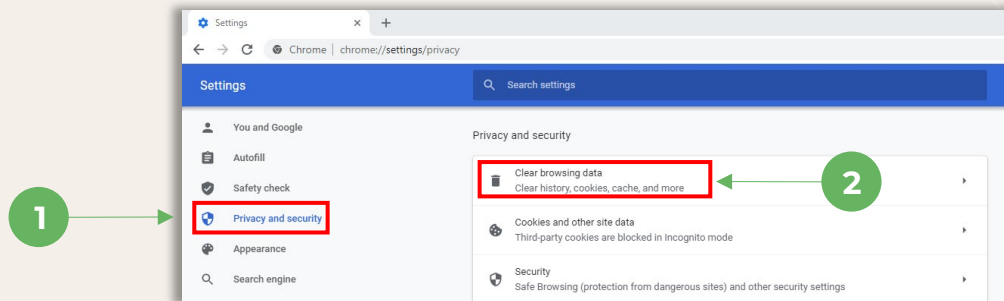 Settings
Chrome | chrome://settings/privacy
Settings
Search settings
You and Google
Autofill
Safety check
Privacy and security
Appearance
Search engine
Privacy and security
Clear browsing data
Clear history, cookies, cache, and more
Cookies and other site data
Third-party cookies are blocked in Incognito mode
Security
Safe Browsing (protection from dangerous sites) and other security settings
1
2